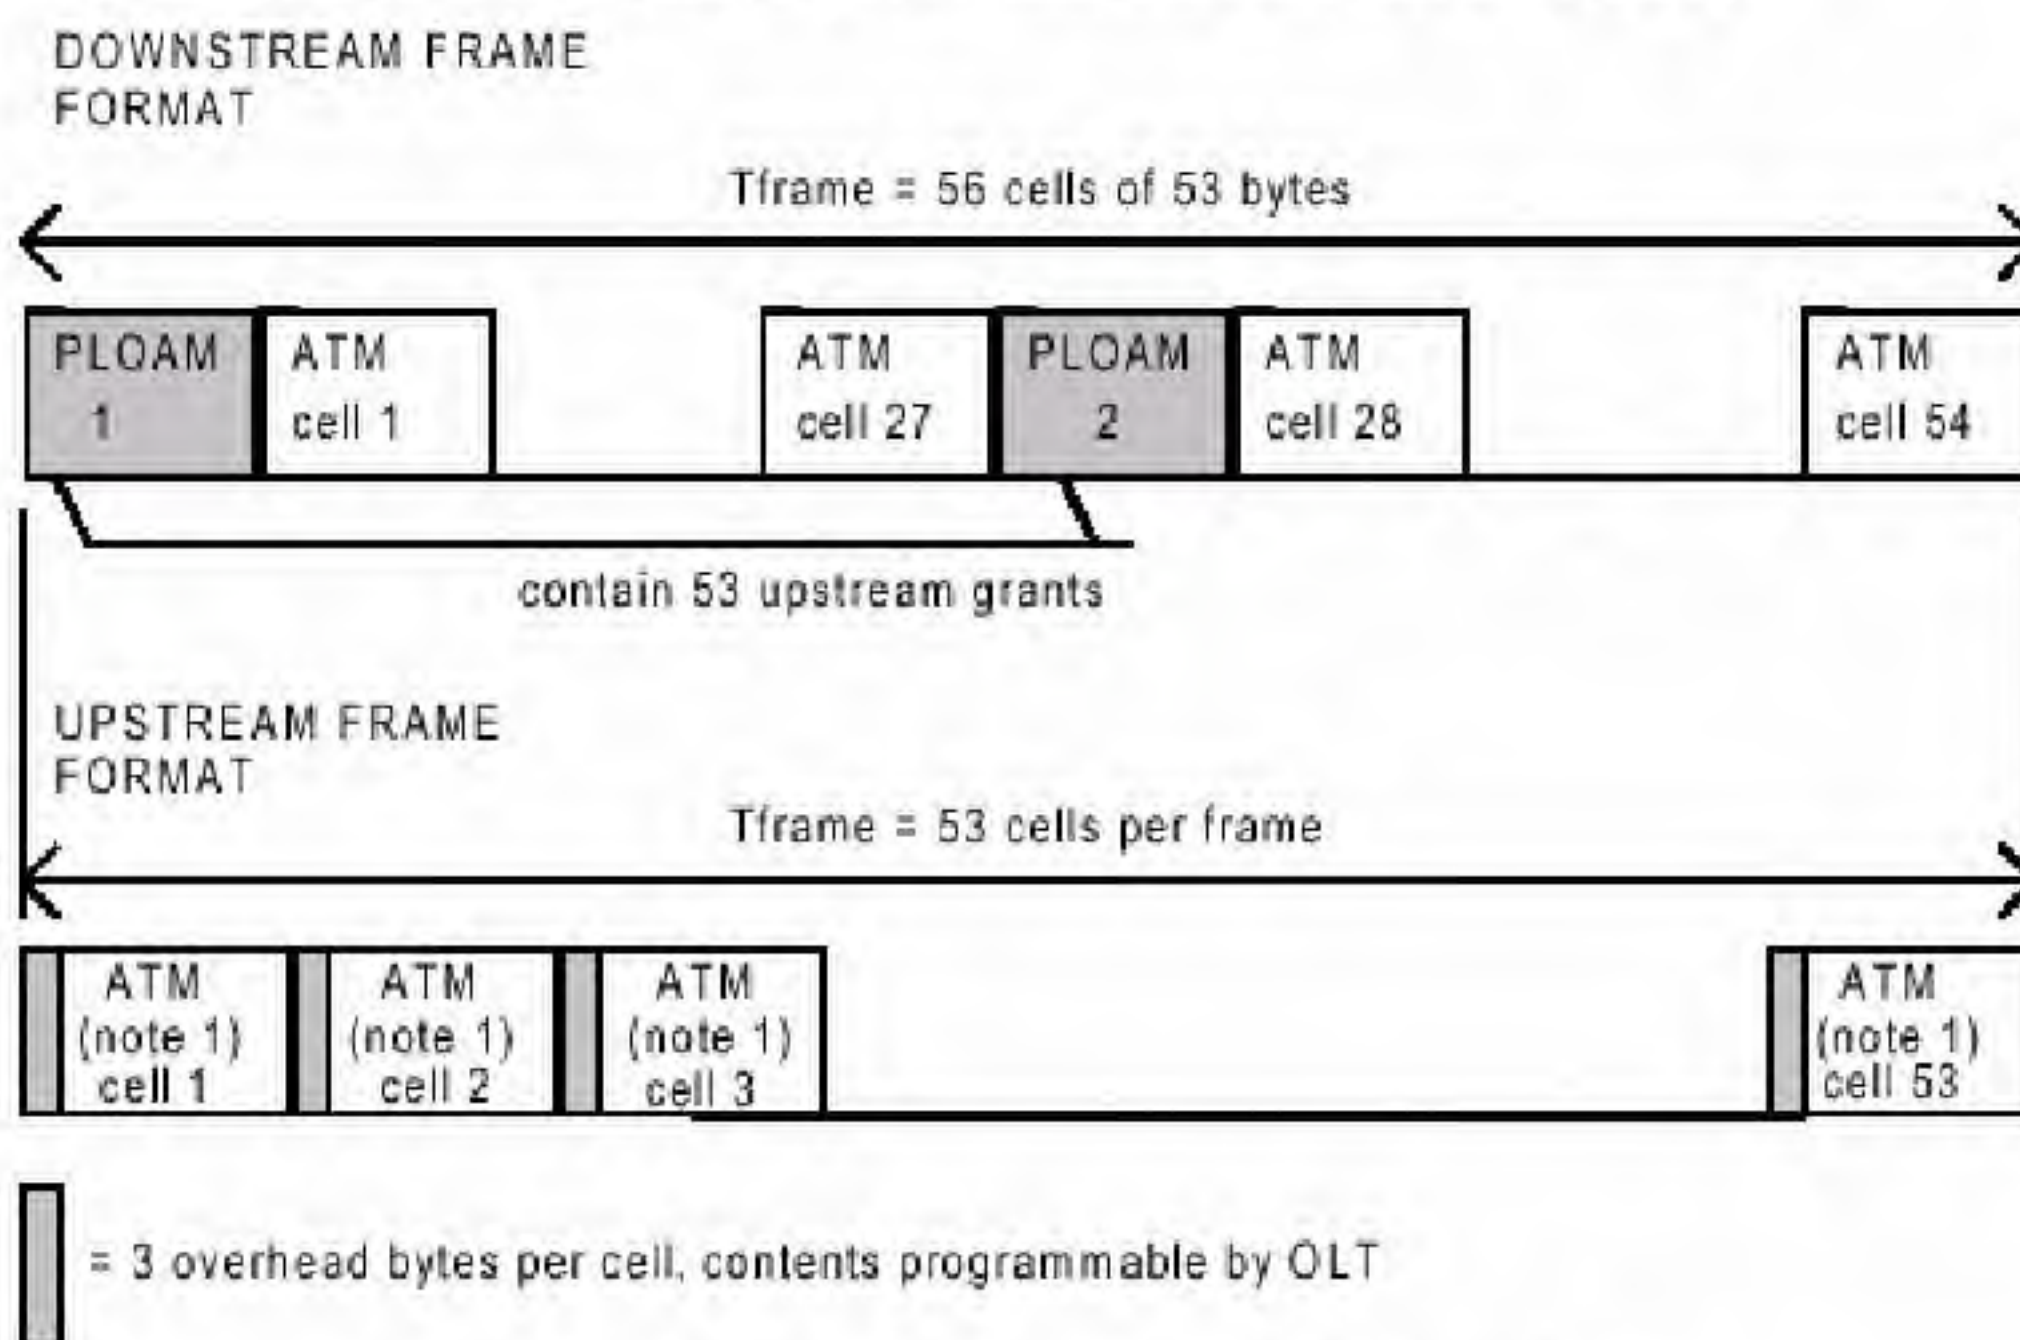 DOWNSTREAM FRAME
FORMAT
Tframe = 56 cells of 53 bytes
PLOAM
1
ATM
cell 1
ATM
cell 27
PLOAM
2
ATM
cell 28
ATM
cell 54
contain 53 upstream grants
UPSTREAM FRAME
FORMAT
Tframe = 53 cells per frame
ATM
(note 1)
cell 1
ATM
(note 1)
cell 2
ATM
(note 1)
cell 3
ATM
(note 1)
cell 53
= 3 overhead bytes per cell, contents programmable by OLT